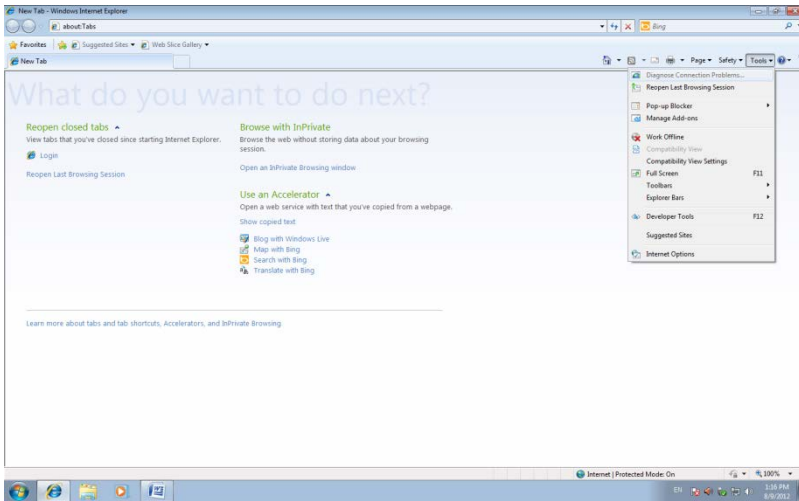 New Tab - Windows Internet Explorer
about:Tabs
Bing
Favorites
Suggested Sites
Web Slice Gallery
New Tab
Page
Safety
Tools
What do you want to do next?
Reopen closed tabs
View tabs that you've closed since starting Internet Explorer.
Login
Reopen Last Browsing Session
Browse with InPrivate
Browse the web without storing data about your browsing
session.
Open an InPrivate Browsing window
Use an Accelerator
Open a web service with text that you've copied from a webpage.
Show copied text
Blog with Windows Live
Map with Bing
Search with Bing
Translate with Bing
Learn more about tabs and tab shortcuts, Accelerators, and InPrivate Browsing
Diagnose Connection Problems...
Reopen Last Browsing Session
Pop-up Blocker
Manage Add-ons
Work Offline
Compatibility View
Compatibility View Settings
Full Screen F11
Toolbars
Explorer Bars
Developer Tools F12
Suggested Sites
Internet Options
Internet | Protected Mode: On
100%
EN
1:16 PM
8/9/2012